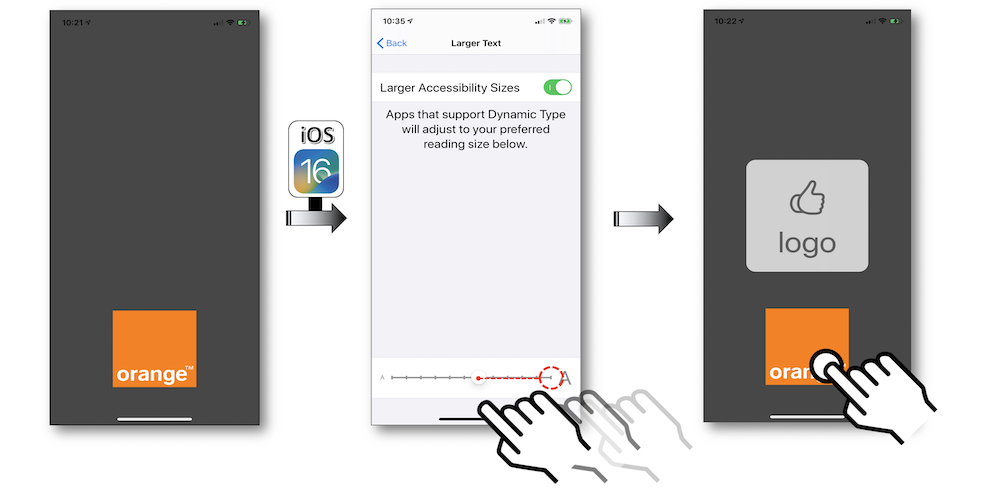 10:21
orange™
iOS
16
10:35
Back
Larger Text
Larger Accessibility Sizes
Apps that support Dynamic Type
will adjust to your preferred
reading size below.
A
A
10:22
logo
oran